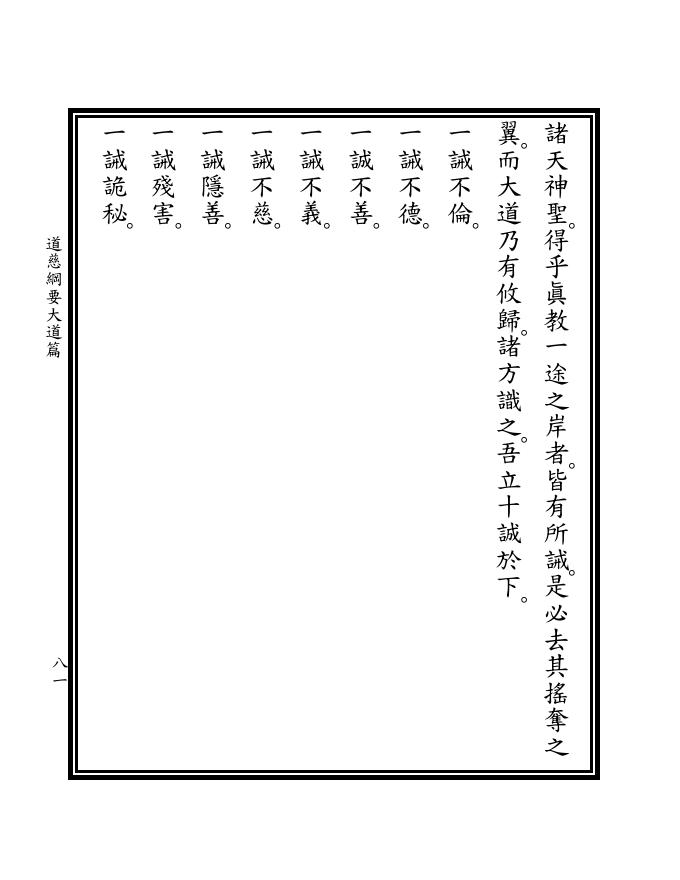 諸天神聖。得乎眞教一途之岸者。皆有所誡。是必去其搖奪之
翼。而大道乃有攸歸。諸方識之。吾立十誠於下。
一誡不倫。
一誡不德。
一誠不善。
一誡不義。
一誡不慈。
一誡隱善。
一誡殘害。
一誡詭秘。
道慈綱要大道篇
八一